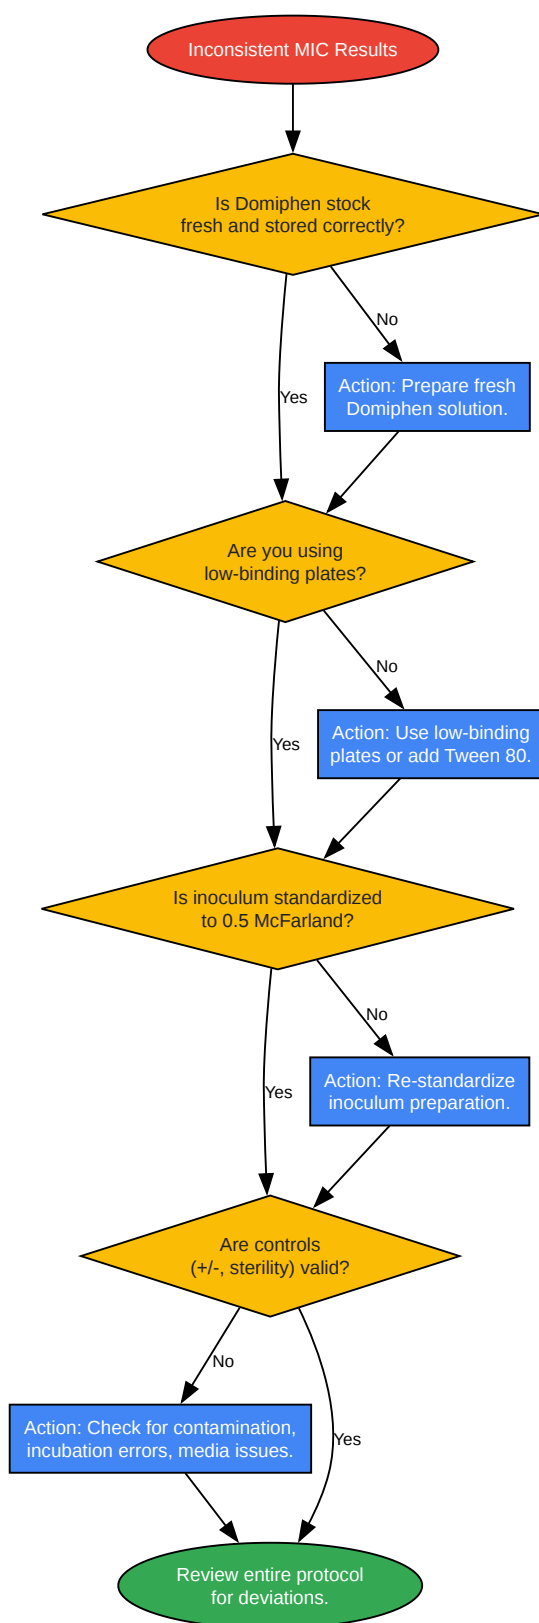 Inconsistent MIC Results
Is Domiphen stock
fresh and stored correctly?
No
Action: Prepare fresh
Domiphen solution.
Yes
Are you using
low-binding plates?
No
Action: Use low-binding
plates or add Tween 80.
Yes
Is inoculum standardized
to 0.5 McFarland?
No
Action: Re-standardize
inoculum preparation.
Yes
Are controls
(+/-, sterility) valid?
No
Action: Check for contamination,
incubation errors, media issues.
Yes
Review entire protocol
for deviations.